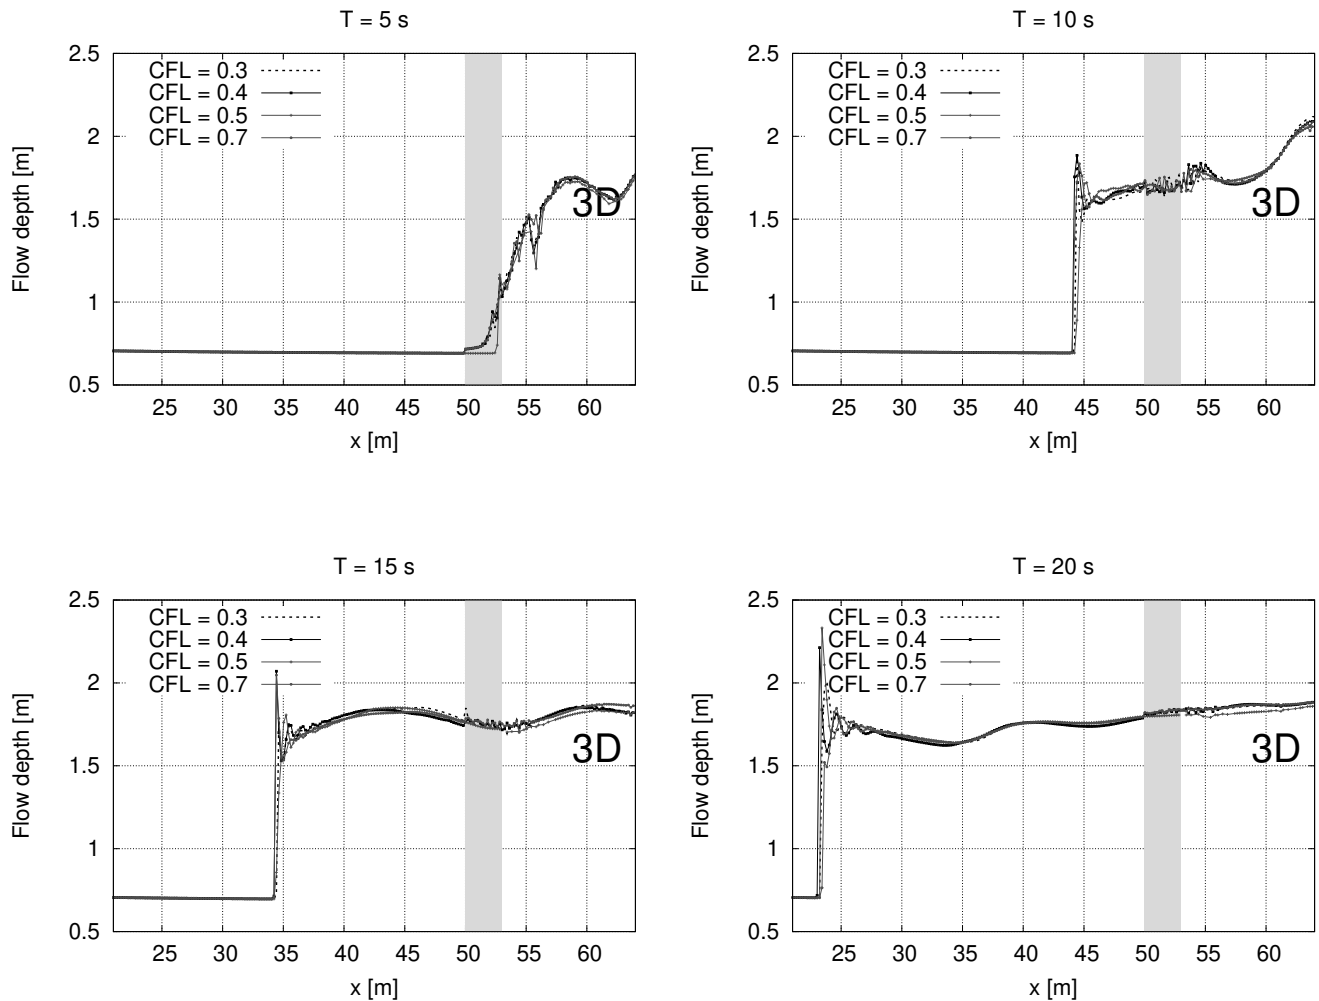 T = 5 s
2.5
2
1.5
1
0.5
Flow depth [m]
CFL = 0.3
CFL = 0.4
CFL = 0.5
CFL = 0.7
3D
25 30 35 40 45 50 55 60
x [m]
T = 10 s
2.5
2
1.5
1
0.5
Flow depth [m]
CFL = 0.3
CFL = 0.4
CFL = 0.5
CFL = 0.7
3D
25 30 35 40 45 50 55 60
x [m]
T = 15 s
2.5
2
1.5
1
0.5
Flow depth [m]
CFL = 0.3
CFL = 0.4
CFL = 0.5
CFL = 0.7
3D
25 30 35 40 45 50 55 60
x [m]
T = 20 s
2.5
2
1.5
1
0.5
Flow depth [m]
CFL = 0.3
CFL = 0.4
CFL = 0.5
CFL = 0.7
3D
25 30 35 40 45 50 55 60
x [m]